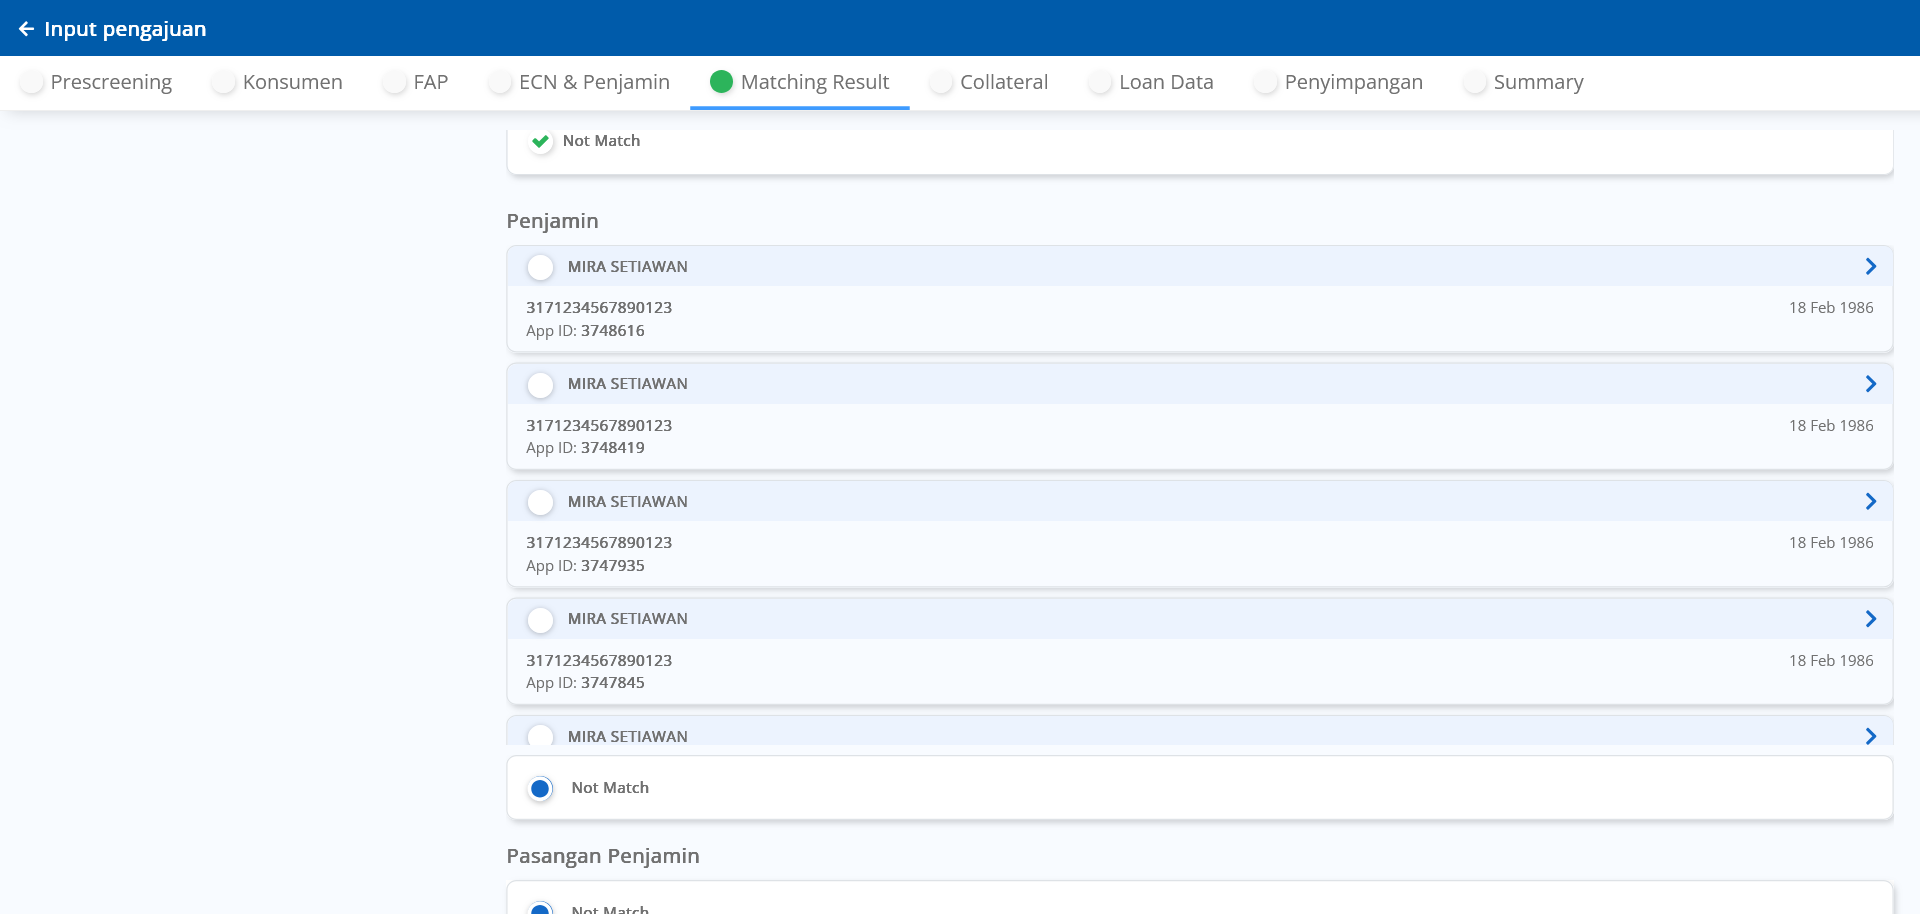 Input pengajuan
Prescreening Konsumen FAP ECN & Penjamin Matching Result Collateral Loan Data Penyimpangan Summary
Not Match
Penjamin
MIRA SETIAWAN
3171234567890123 18 Feb 1986
App ID: 3748616
MIRA SETIAWAN
3171234567890123 18 Feb 1986
App ID: 3748419
MIRA SETIAWAN
3171234567890123 18 Feb 1986
App ID: 3747935
MIRA SETIAWAN
3171234567890123 18 Feb 1986
App ID: 3747845
MIRA SETIAWAN
Not Match
Pasangan Penjamin
Not Match